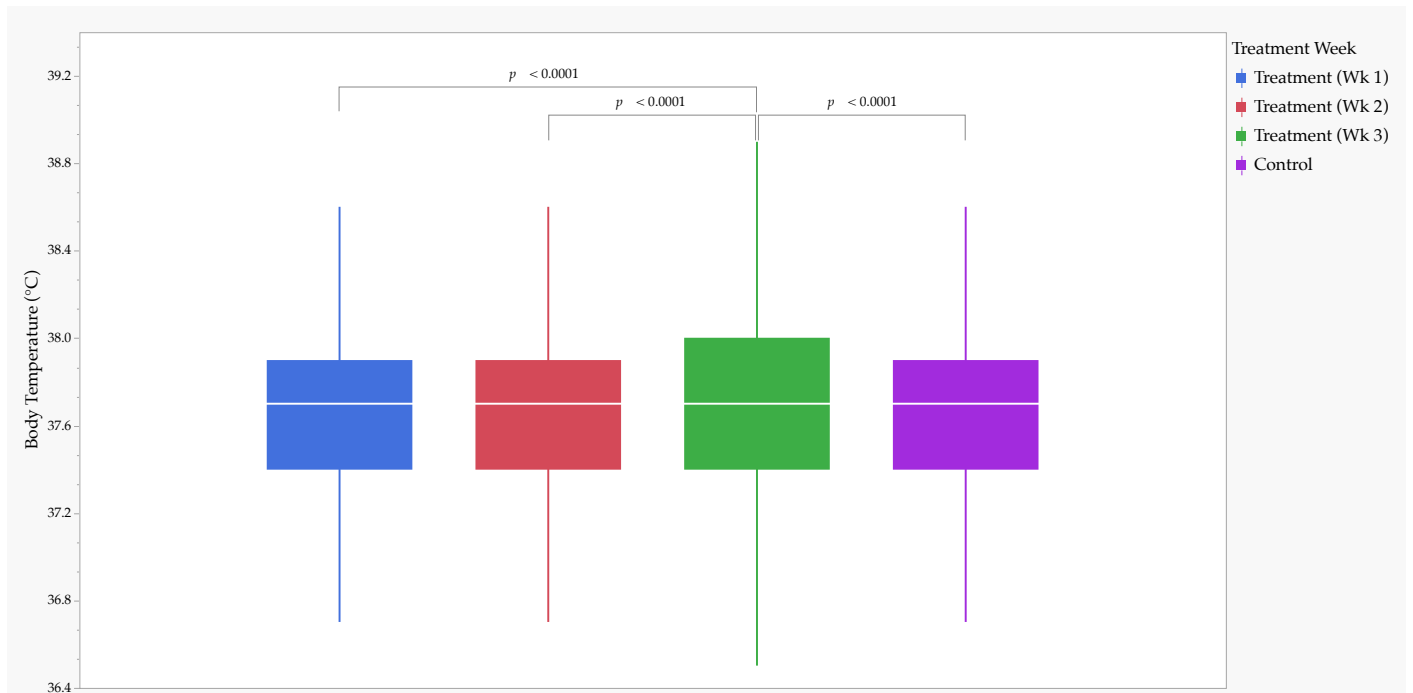 Treatment Week
Treatment (Wk 1)
Treatment (Wk 2)
Treatment (Wk 3)
Control
p < 0.0001
p < 0.0001
p < 0.0001
Body Temperature (°C)
39.2
38.8
38.4
38.0
37.6
37.2
36.8
36.4